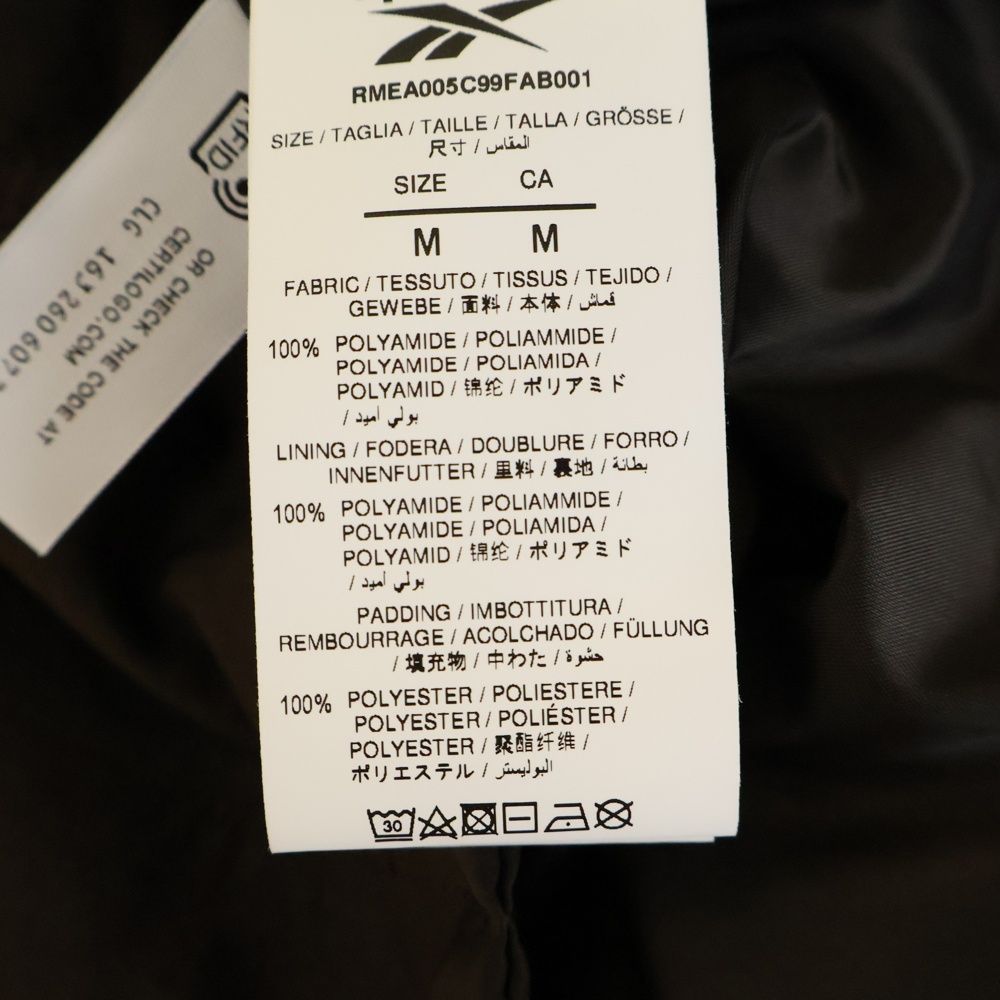 RMEA005C99FAB001
SIZE / TAGLIA / TAILLE / TALLA / GRÖSSE /
尺寸 / المقاس
SIZE CA
M M
FABRIC / TESSUTO / TISSUS / TEJIDO /
GEWEBE / 面料 / 本体 / قماش
100% POLYAMIDE / POLIAMMIDE /
POLYAMIDE / POLIAMIDA /
POLYAMID / 锦纶 / ポリアミド
/ بولي اميد
LINING / FODERA / DOUBLURE / FORRO /
INNENFUTTER / 里料 / 裏地 / بطانة
100% POLYAMIDE / POLIAMMIDE /
POLYAMIDE / POLIAMIDA /
POLYAMID / 锦纶 / ポリアミド
/ بولي اميد
PADDING / IMBOTTITURA /
REMBOURRAGE / ACOLCHADO / FÜLLUNG
/ 填充物 / 中わた / حشوة
100% POLYESTER / POLIESTERE /
POLYESTER / POLIÉSTER /
POLYESTER / 聚酯纤维 /
ポリエステル / البوليستر
30
RFID
OR CHECK THE CODE AT
CERTILOGO.COM
CLG 163 260 607